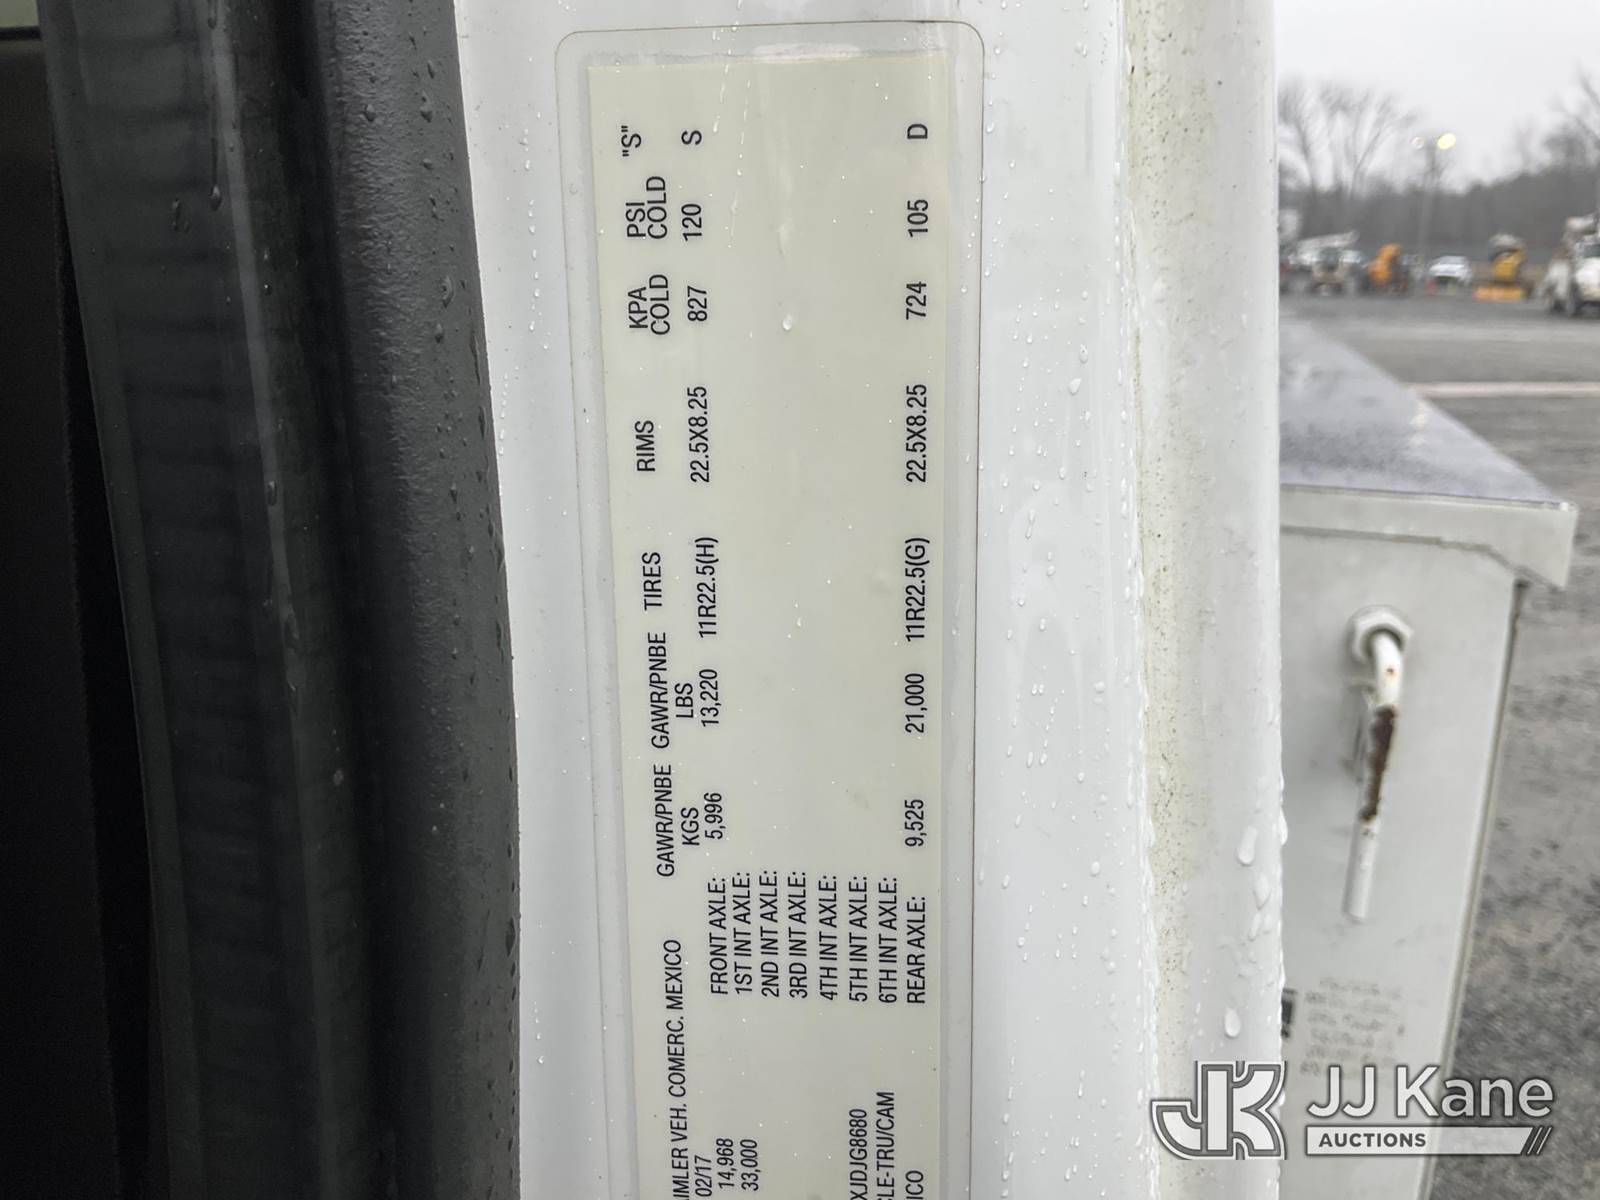 GAWR/PNBE GAWR/PNBE TIRES RIMS KPA PSI "S"
KGS LBS COLD COLD
VEH. COMERC. MEXICO
02/17
14,968
33,000
FRONT AXLE: 5,996 13,220 11R22.5(H) 22.5X8.25 827 120 S
1ST INT AXLE:
2ND INT AXLE:
3RD INT AXLE:
4TH INT AXLE:
5TH INT AXLE:
6TH INT AXLE:
REAR AXLE: 9,525 21,000 11R22.5(G) 22.5X8.25 724 105 D
XJDJG8680
LE-TRU/CAM
ICO
JK JJ Kane
AUCTIONS